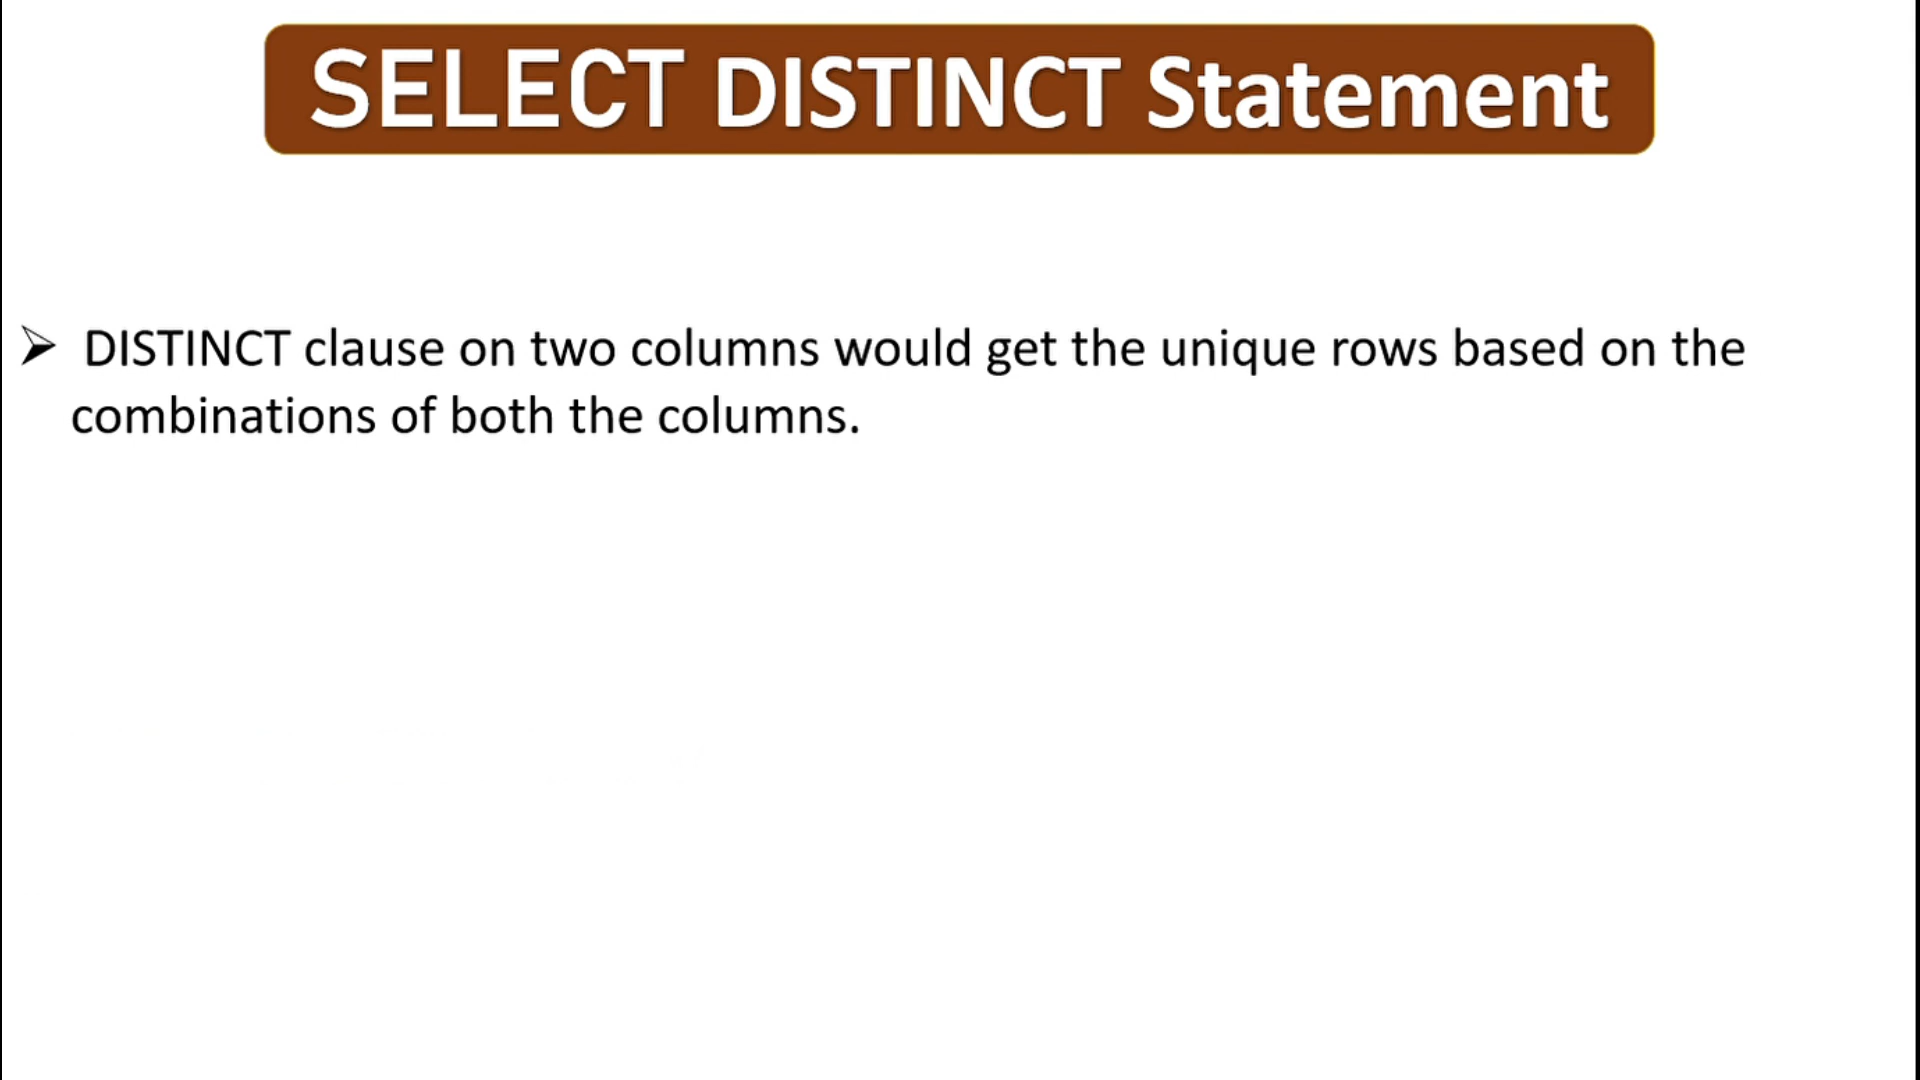 SELECT DISTINCT Statement
➢ DISTINCT clause on two columns would get the unique rows based on the
combinations of both the columns.